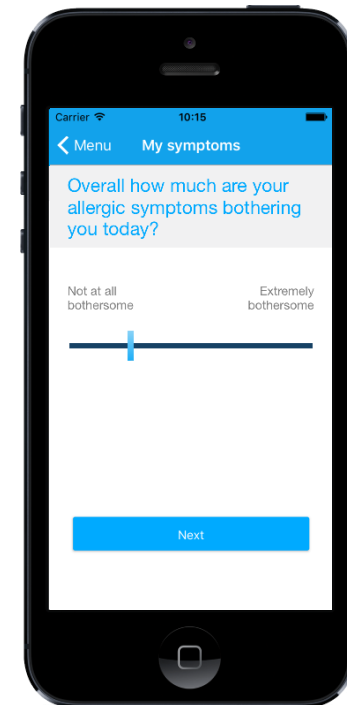 Carrier 10:15
Menu My symptoms
Overall how much are your
allergic symptoms bothering
you today?
Not at all Extremely
bothersome bothersome
Next